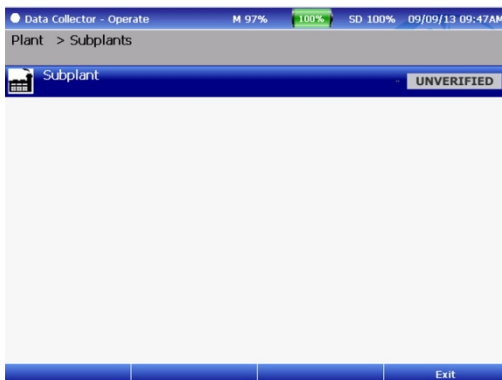 Data Collector - Operate M 97% 100% SD 100% 09/09/13 09:47AM
Plant > Subplants
Subplant - UNVERIFIED
Exit